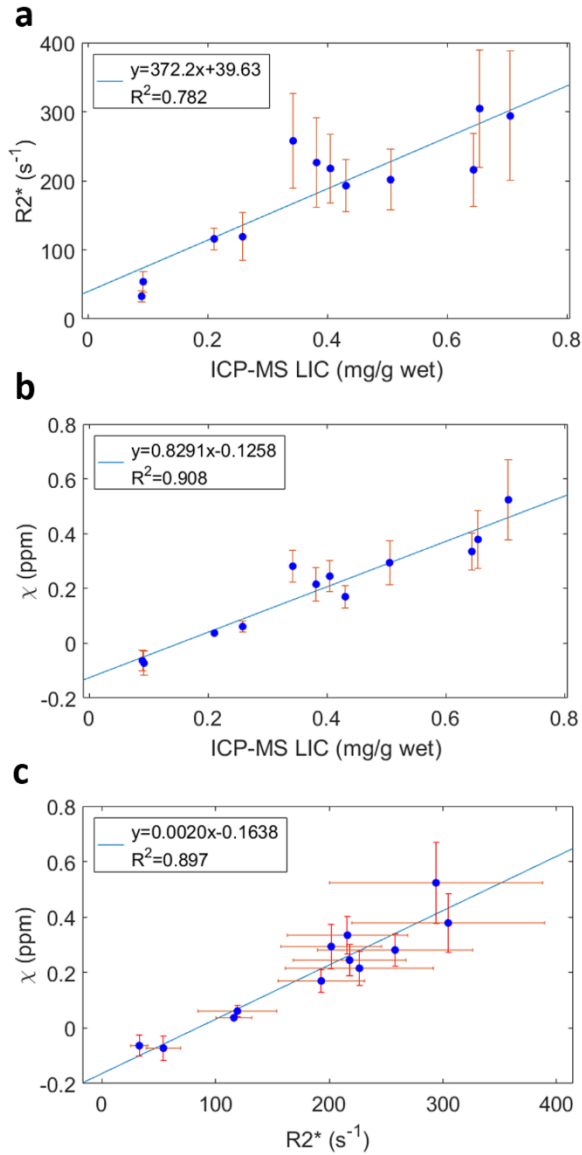 a
y=372.2x+39.63
R²=0.782
R2* (s⁻¹)
400
300
200
100
0
0 0.2 0.4 0.6 0.8
ICP-MS LIC (mg/g wet)
b
y=0.8291x-0.1258
R²=0.908
χ (ppm)
0.8
0.6
0.4
0.2
0
-0.2
0 0.2 0.4 0.6 0.8
ICP-MS LIC (mg/g wet)
c
y=0.0020x-0.1638
R²=0.897
χ (ppm)
0.8
0.6
0.4
0.2
0
-0.2
0 100 200 300 400
R2* (s⁻¹)